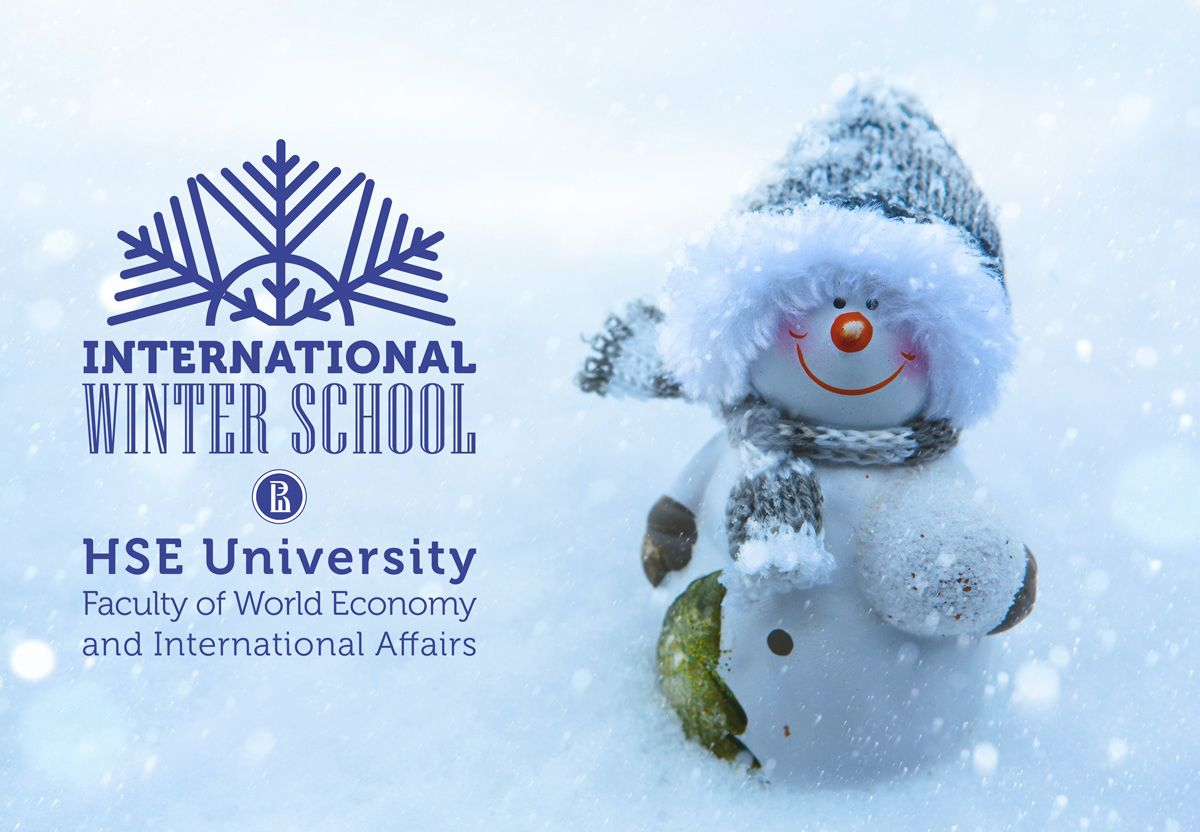 INTERNATIONAL
WINTER SCHOOL
HSE University
Faculty of World Economy
and International Affairs